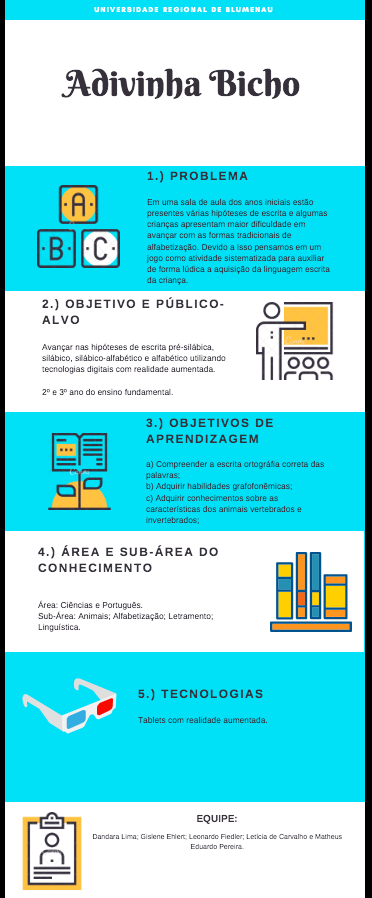 UNIVERSIDADE REGIONAL DE BLUMENAU
Adivinha Bicho
1.) PROBLEMA
Em uma sala de aula dos anos iniciais estão
presentes várias hipóteses de escrita e algumas
crianças apresentam maior dificuldade em
avançar com as formas tradicionais de
alfabetização. Devido a isso pensamos em um
jogo como atividade sistematizada para auxiliar
de forma lúdica a aquisição da linguagem escrita
da criança.
A
B C
2.) OBJETIVO E PÚBLICO-
ALVO
Avançar nas hipóteses de escrita pré-silábica,
silábico, silábico-alfabético e alfabético utilizando
tecnologias digitais com realidade aumentada.
2º e 3º ano do ensino fundamental.
3.) OBJETIVOS DE
APRENDIZAGEM
a) Compreender a escrita ortográfia correta das
palavras;
b) Adquirir habilidades grafofonêmicas;
c) Adquirir conhecimentos sobre as
características dos animais vertebrados e
invertebrados;
4.) ÁREA E SUB-ÁREA DO
CONHECIMENTO
Área: Ciências e Português.
Sub-Área: Animais; Alfabetização; Letramento;
Linguística.
5.) TECNOLOGIAS
Tablets com realidade aumentada.
EQUIPE:
Dandara Lima; Gislene Ehlert; Leonardo Fiedler; Letícia de Carvalho e Matheus
Eduardo Pereira.